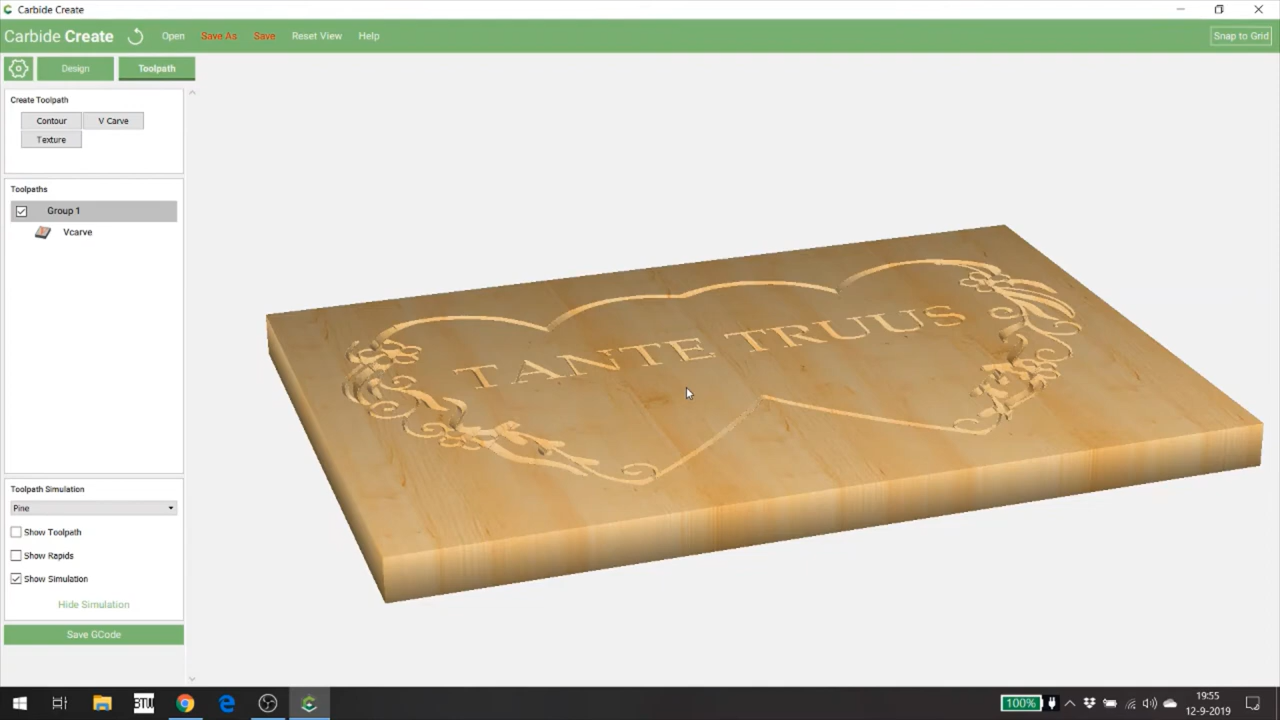 Carbide Create
Carbide Create
Open
Save As
Save
Reset View
Help
Snap to Grid
Design
Toolpath
Create Toolpath
Contour
V Carve
Texture
Toolpaths
Group 1
Vcarve
TANTE TRUUS
Toolpath Simulation
Pine
Show Toolpath
Show Rapids
Show Simulation
Hide Simulation
Save GCode
BTW
100%
19:55
12-9-2019